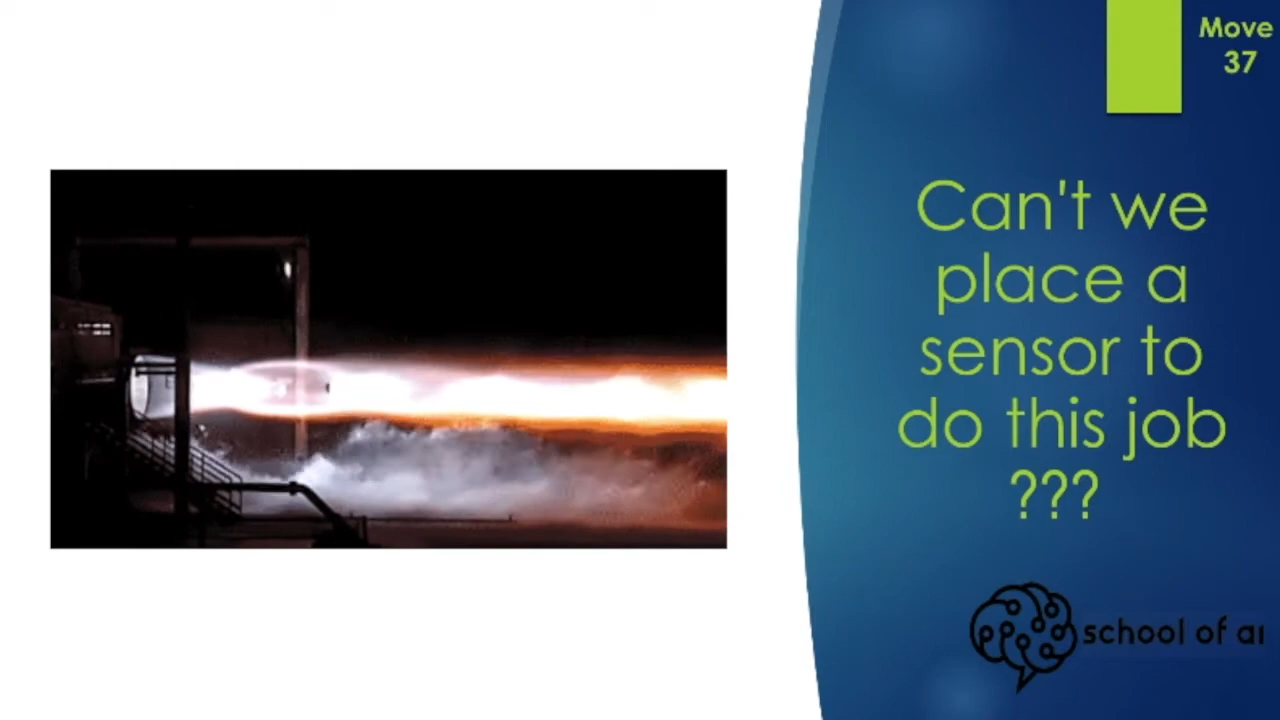 Move
37
Can't we
place a
sensor to
do this job
???
school of ai